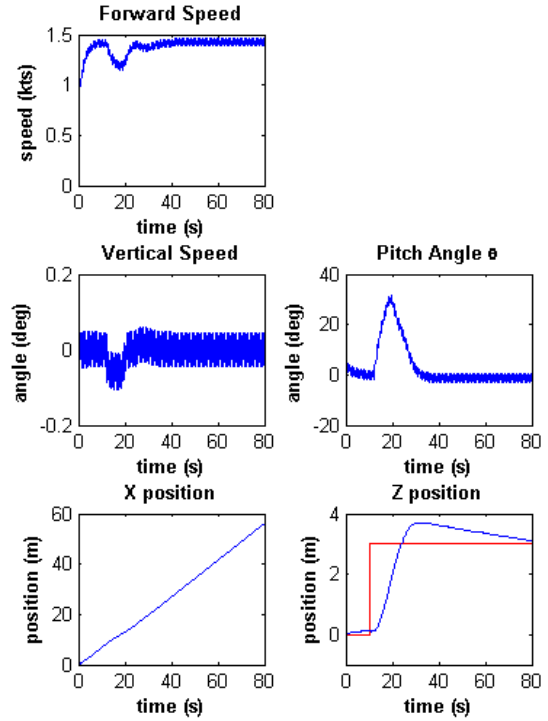 Forward Speed
1.5
1
0.5
0
speed (kts)
0 20 40 60 80
time (s)
Vertical Speed
0.2
0
-0.2
angle (deg)
0 20 40 60 80
time (s)
Pitch Angle θ
40
20
0
-20
angle (deg)
0 20 40 60 80
time (s)
X position
60
40
20
0
position (m)
0 20 40 60 80
time (s)
Z position
4
2
0
position (m)
0 20 40 60 80
time (s)